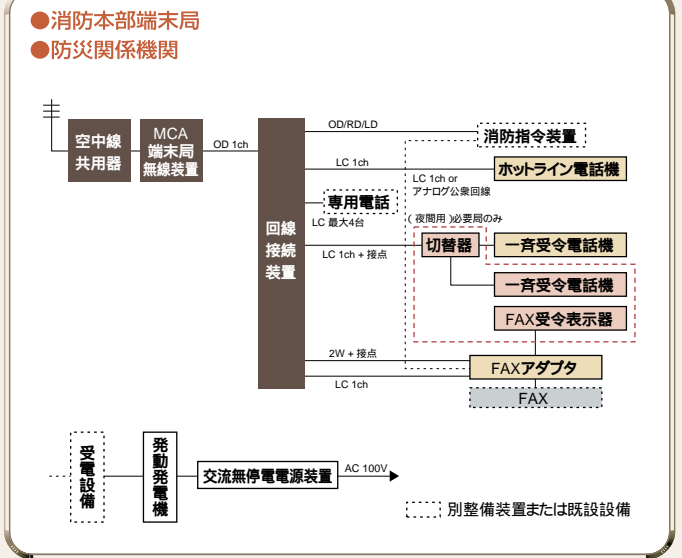 ●消防本部端末局
●防災関係機関
空中線
共用器
MCA
端末局
無線装置
OD 1ch
回線
接続
装置
OD/RD/LD
消防指令装置
LC 1ch
ホットライン電話機
LC 1ch or
アナログ公衆回線
専用電話
LC 最大4台
(夜間用)必要局のみ
切替器
一斉受令電話機
LC 1ch + 接点
一斉受令電話機
FAX受令表示器
2W + 接点
FAXアダプタ
LC 1ch
FAX
受電設備
発動発電機
交流無停電電源装置
AC 100V
別整備装置または既設設備